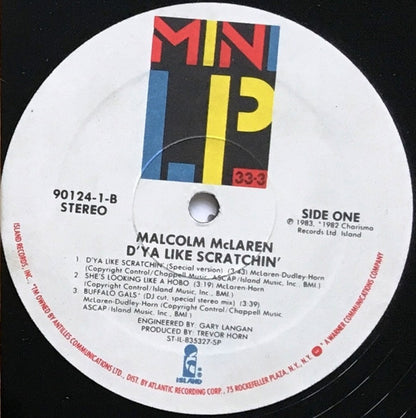 MINI
LP
33-3
90124-1-B
STEREO
SIDE ONE
℗ 1983, *1982 Charisma
Records Ltd. Island
MALCOLM McLAREN
D'YA LIKE SCRATCHIN'
1. D'YA LIKE SCRATCHIN' (Special version) (3:43) McLaren-Dudley-Horn
(Copyright Control/Chappell Music, ASCAP/Island Music, Inc., BMI.)
2. SHE'S LOOKING LIKE A HOBO (3:19) McLaren-Horn
(Copyright Control/Island Music, Inc., BMI.)
3. BUFFALO GALS* (DJ cut, special stereo mix) (3:39)
McLaren-Dudley-Horn (Copyright Control/Chappell Music,
ASCAP/Island Music, Inc., BMI.)
ENGINEERED BY: GARY LANGAN
PRODUCED BY: TREVOR HORN
ST-IL-835327-SP
ISLAND
ISLAND RECORDS, INC., "T/M OWNED BY ANTILLES COMMUNICATIONS LTD., DIST. BY ATLANTIC RECORDING CORP., 75 ROCKEFELLER PLAZA, N.Y., N.Y. A WARNER COMMUNICATIONS COMPANY